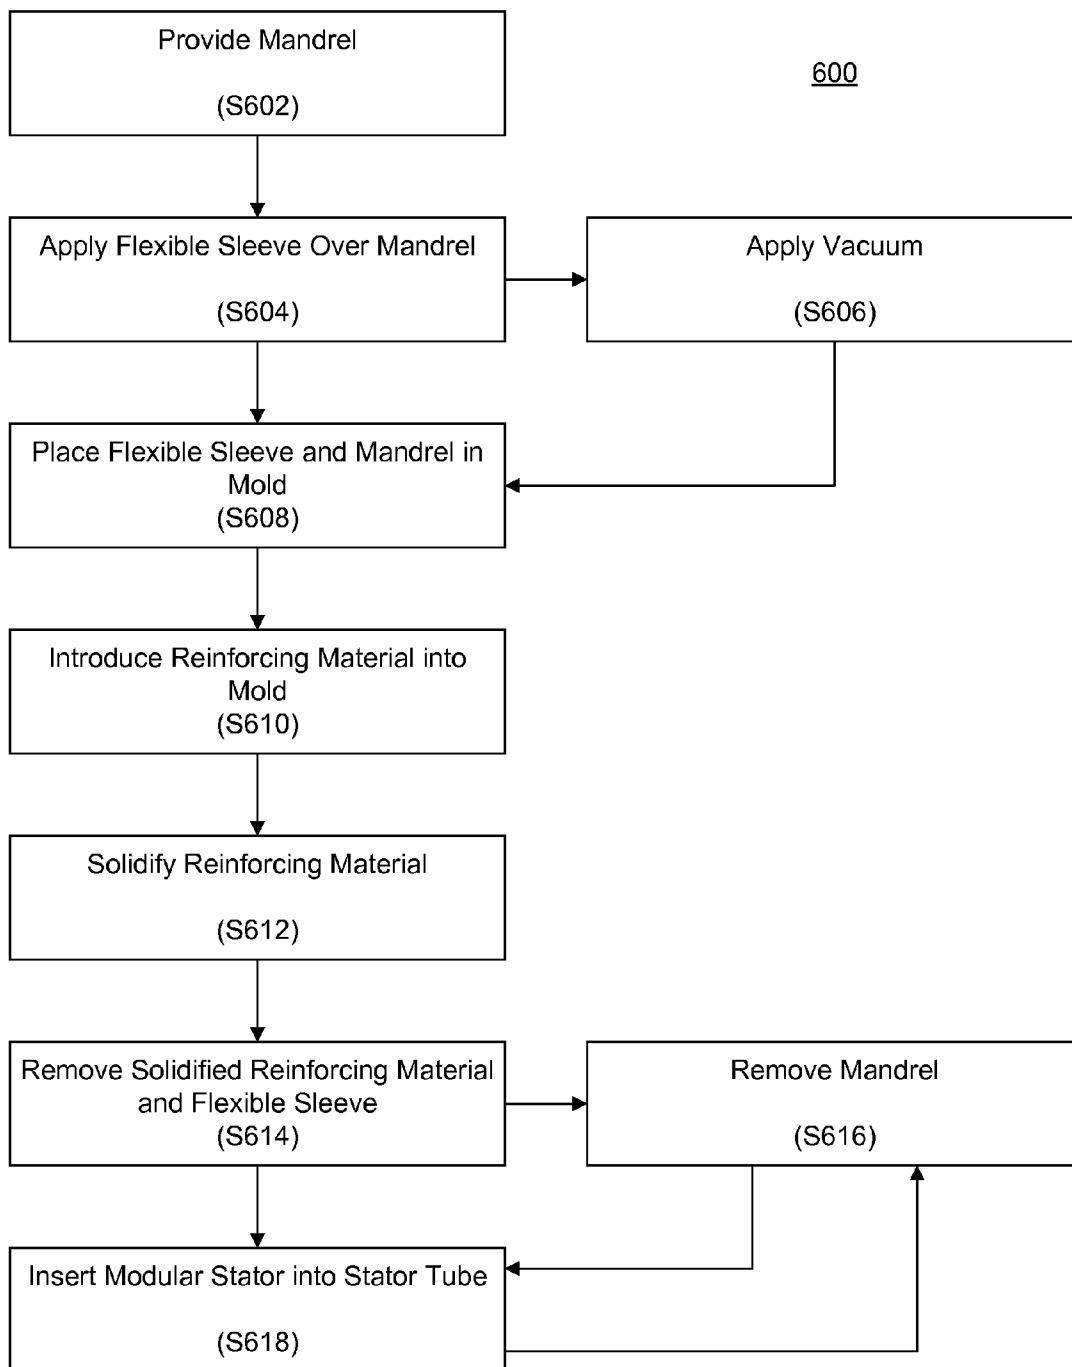 Provide Mandrel
(S602)
600
Apply Flexible Sleeve Over Mandrel
(S604)
Apply Vacuum
(S606)
Place Flexible Sleeve and Mandrel in
Mold
(S608)
Introduce Reinforcing Material into
Mold
(S610)
Solidify Reinforcing Material
(S612)
Remove Solidified Reinforcing Material
and Flexible Sleeve
(S614)
Remove Mandrel
(S616)
Insert Modular Stator into Stator Tube
(S618)